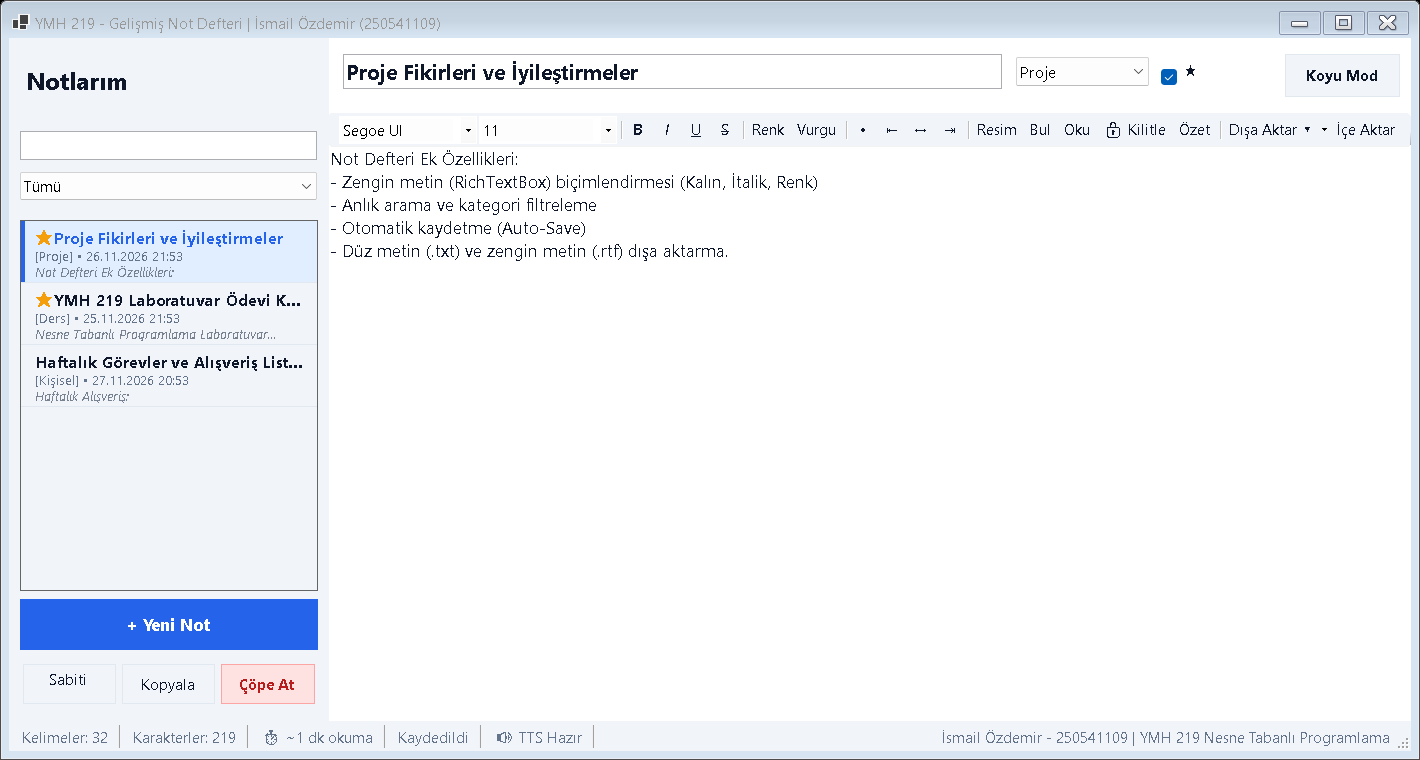 YMH 219 - Gelişmiş Not Defteri | İsmail Özdemir (250541109)
Notlarım
Tümü
Proje Fikirleri ve İyileştirmeler
[Proje] • 26.11.2026 21:53
Not Defteri Ek Özellikleri:
YMH 219 Laboratuvar Ödevi K...
[Ders] • 25.11.2026 21:53
Nesne Tabanlı Programlama Laboratuvar...
Haftalık Görevler ve Alışveriş List...
[Kişisel] • 27.11.2026 20:53
Haftalık Alışveriş:
+ Yeni Not
Sabiti Kopyala Çöpe At
Proje Fikirleri ve İyileştirmeler Proje ★ Koyu Mod
Segoe UI 11 B I U S Renk Vurgu • ⇤ ↔ ⇥ Resim Bul Oku Kilitle Özet Dışa Aktar ▾ İçe Aktar
Not Defteri Ek Özellikleri:
- Zengin metin (RichTextBox) biçimlendirmesi (Kalın, İtalik, Renk)
- Anlık arama ve kategori filtreleme
- Otomatik kaydetme (Auto-Save)
- Düz metin (.txt) ve zengin metin (.rtf) dışa aktarma.
Kelimeler: 32 Karakterler: 219 ~1 dk okuma Kaydedildi TTS Hazır İsmail Özdemir - 250541109 | YMH 219 Nesne Tabanlı Programlama